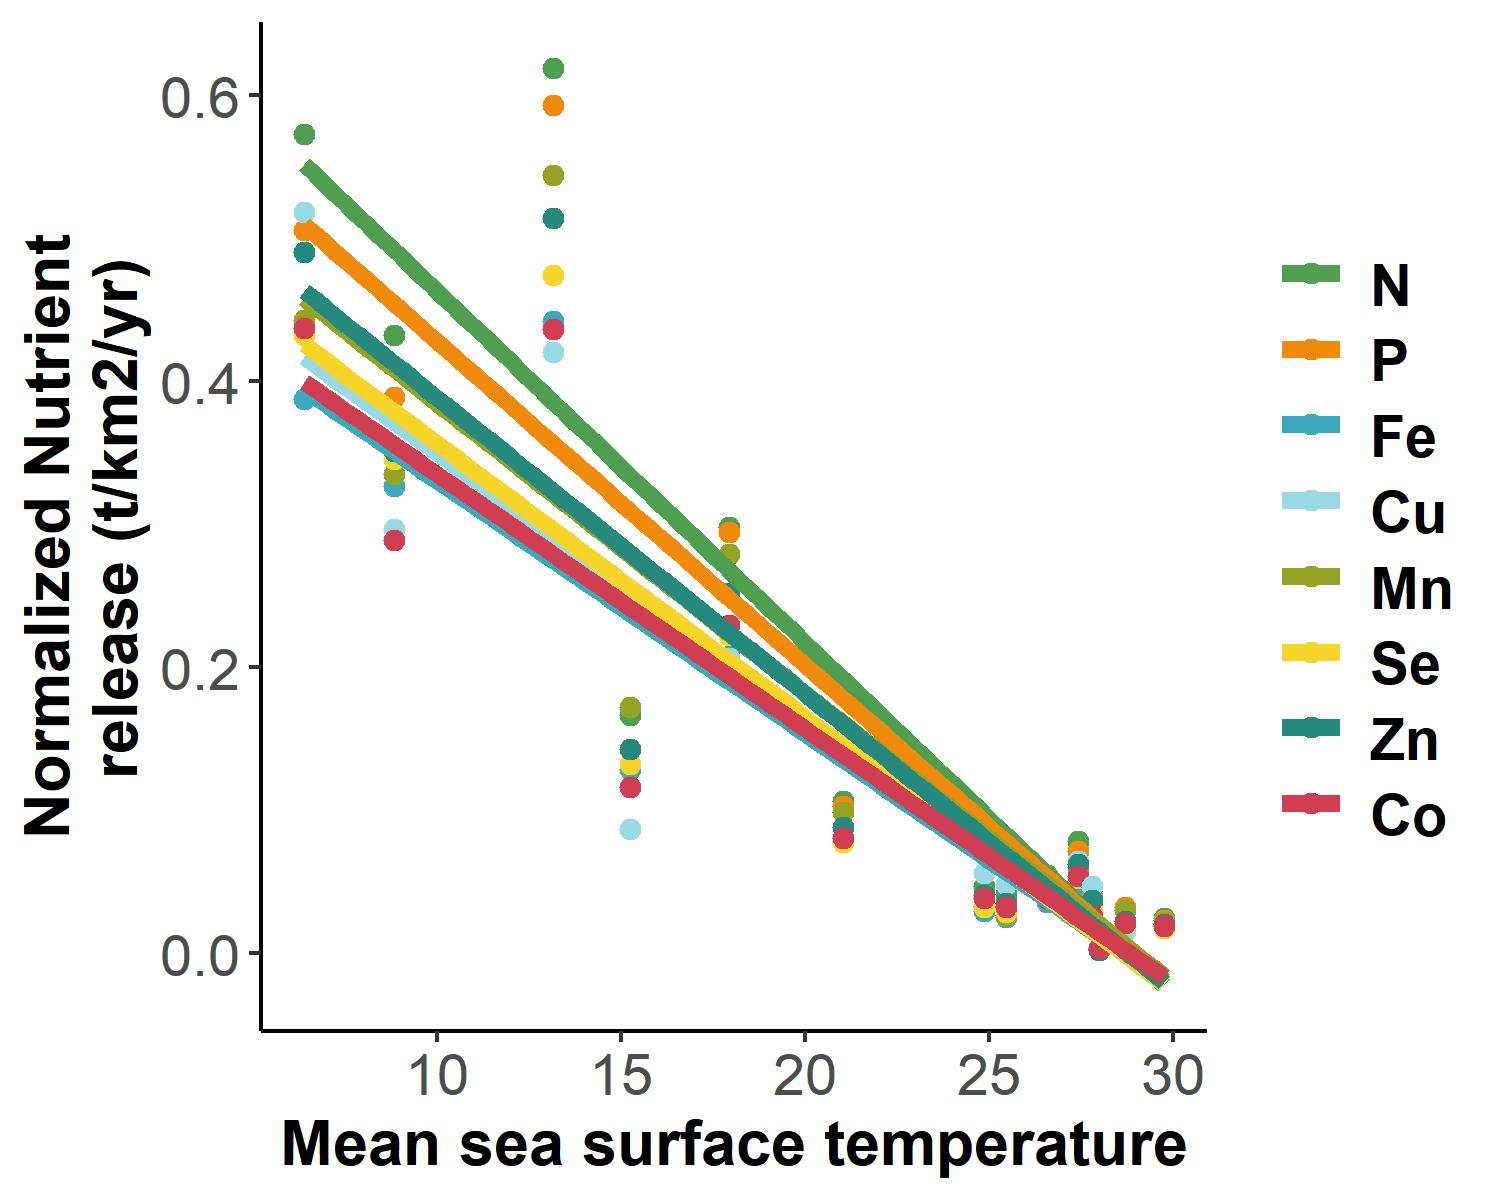 Normalized Nutrient
release (t/km2/yr)
0.6
0.4
0.2
0.0
10 15 20 25 30
Mean sea surface temperature
N
P
Fe
Cu
Mn
Se
Zn
Co